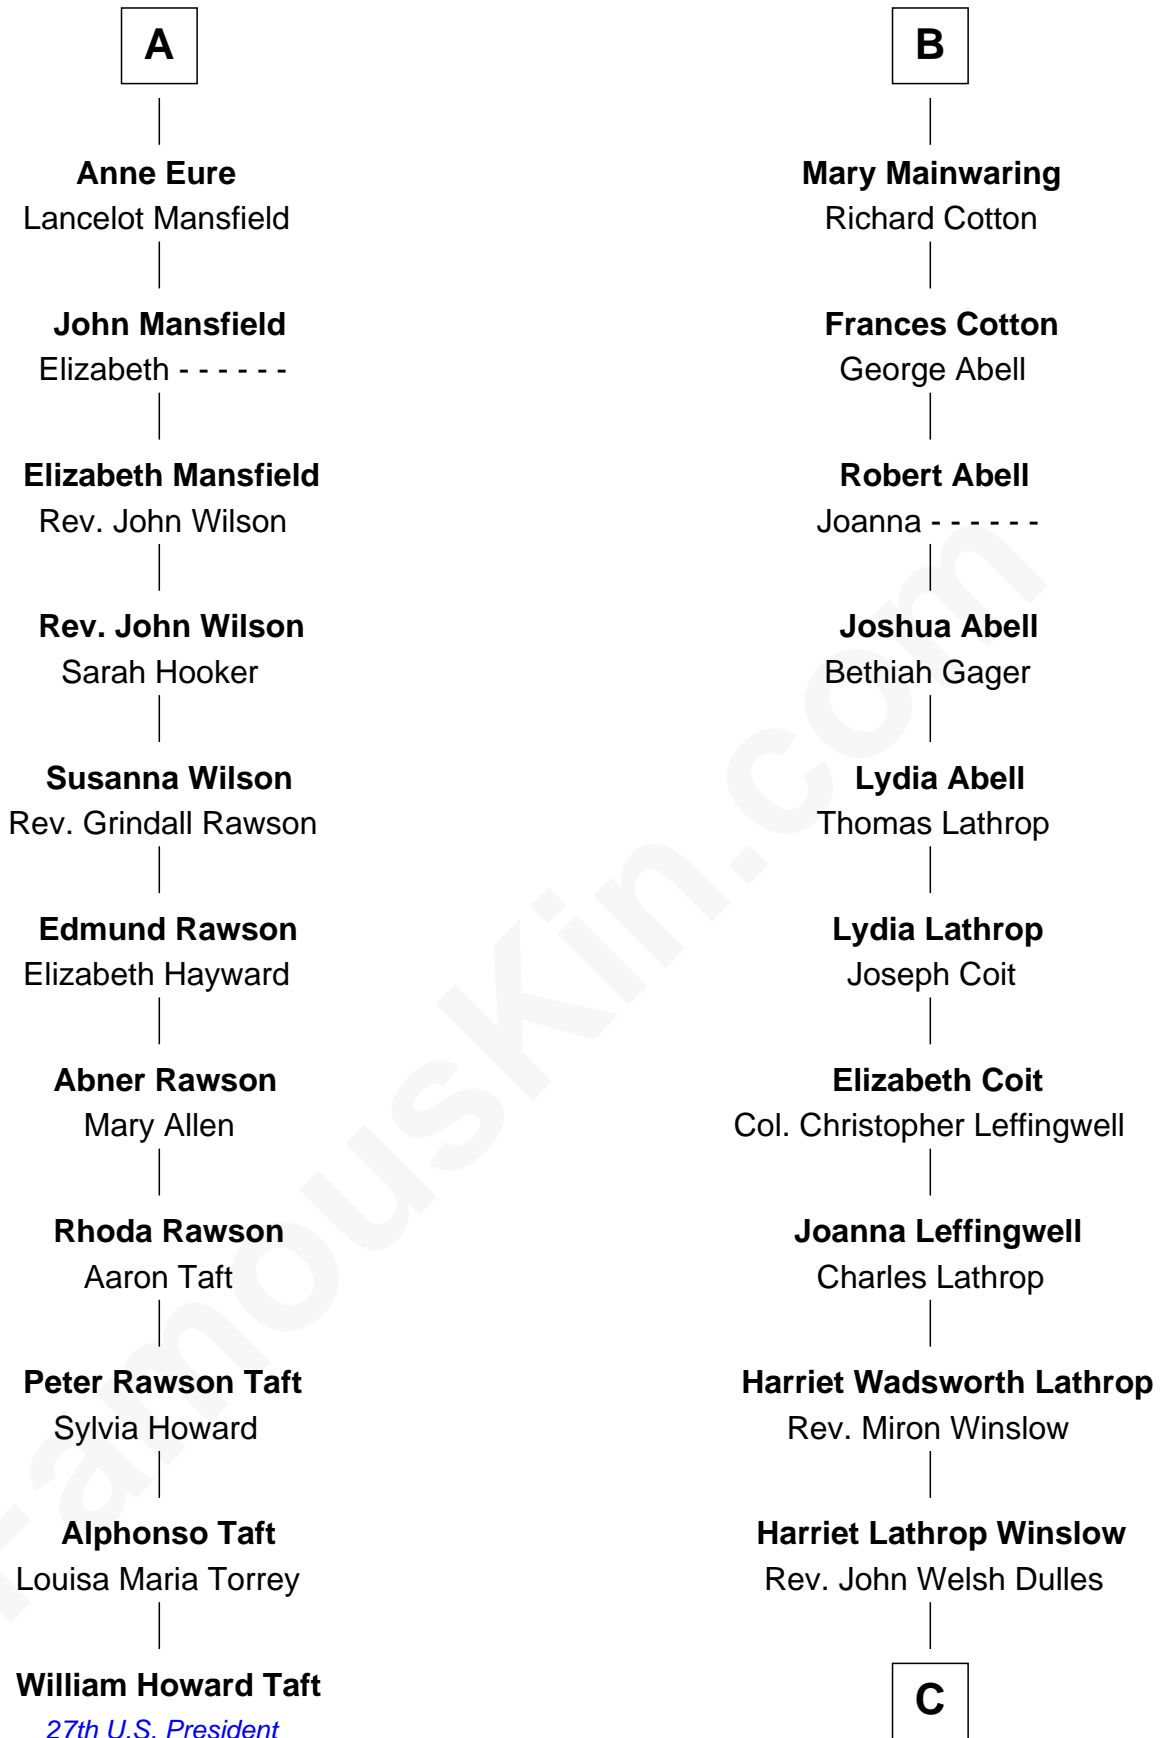 A
Anne Eure
Lancelot Mansfield
John Mansfield
Elizabeth - - - - - -
Elizabeth Mansfield
Rev. John Wilson
Rev. John Wilson
Sarah Hooker
Susanna Wilson
Rev. Grindall Rawson
Edmund Rawson
Elizabeth Hayward
Abner Rawson
Mary Allen
Rhoda Rawson
Aaron Taft
Peter Rawson Taft
Sylvia Howard
Alphonso Taft
Louisa Maria Torrey
William Howard Taft
27th U.S. President
B
Mary Mainwaring
Richard Cotton
Frances Cotton
George Abell
Robert Abell
Joanna - - - - - -
Joshua Abell
Bethiah Gager
Lydia Abell
Thomas Lathrop
Lydia Lathrop
Joseph Coit
Elizabeth Coit
Col. Christopher Leffingwell
Joanna Leffingwell
Charles Lathrop
Harriet Wadsworth Lathrop
Rev. Miron Winslow
Harriet Lathrop Winslow
Rev. John Welsh Dulles
C
FamousKin.com